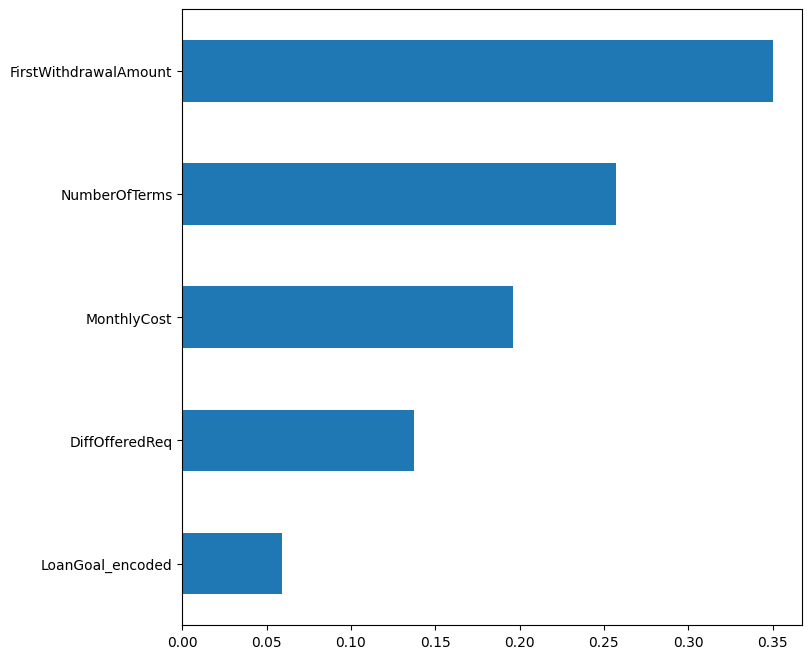 FirstWithdrawalAmount
NumberOfTerms
MonthlyCost
DiffOfferedReq
LoanGoal_encoded
0.00 0.05 0.10 0.15 0.20 0.25 0.30 0.35